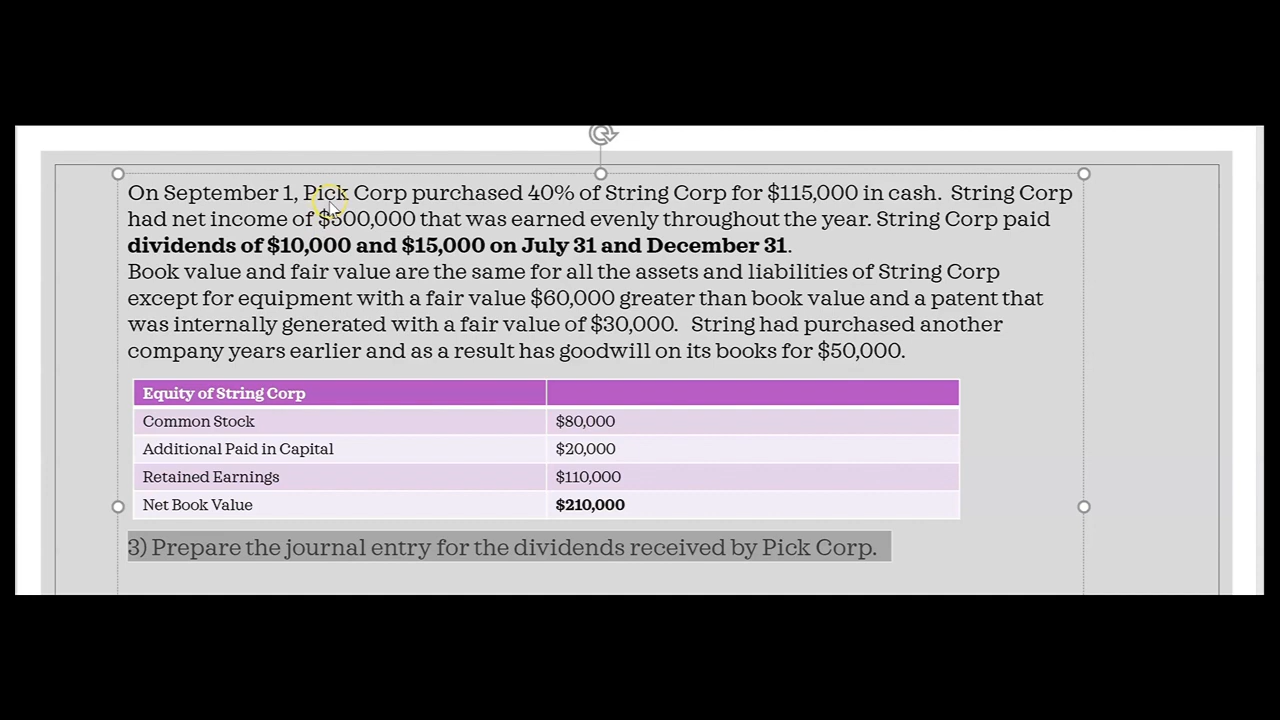 On September 1, Pick Corp purchased 40% of String Corp for $115,000 in cash.  String Corp
had net income of $500,000 that was earned evenly throughout the year. String Corp paid
dividends of $10,000 and $15,000 on July 31 and December 31.
Book value and fair value are the same for all the assets and liabilities of String Corp
except for equipment with a fair value $60,000 greater than book value and a patent that
was internally generated with a fair value of $30,000.   String had purchased another
company years earlier and as a result has goodwill on its books for $50,000.
Equity of String Corp
Common Stock $80,000
Additional Paid in Capital $20,000
Retained Earnings $110,000
Net Book Value $210,000
3) Prepare the journal entry for the dividends received by Pick Corp.